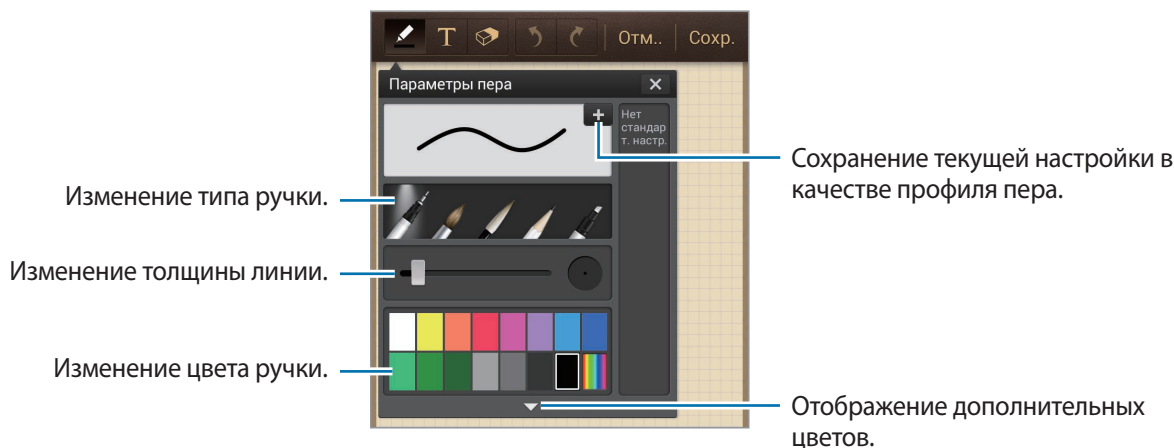 T
Отм..
Сохр.
Параметры пера
Нет
стандар
т. настр.
Сохранение текущей настройки в
качестве профиля пера.
Изменение типа ручки.
Изменение толщины линии.
Изменение цвета ручки.
Отображение дополнительных
цветов.